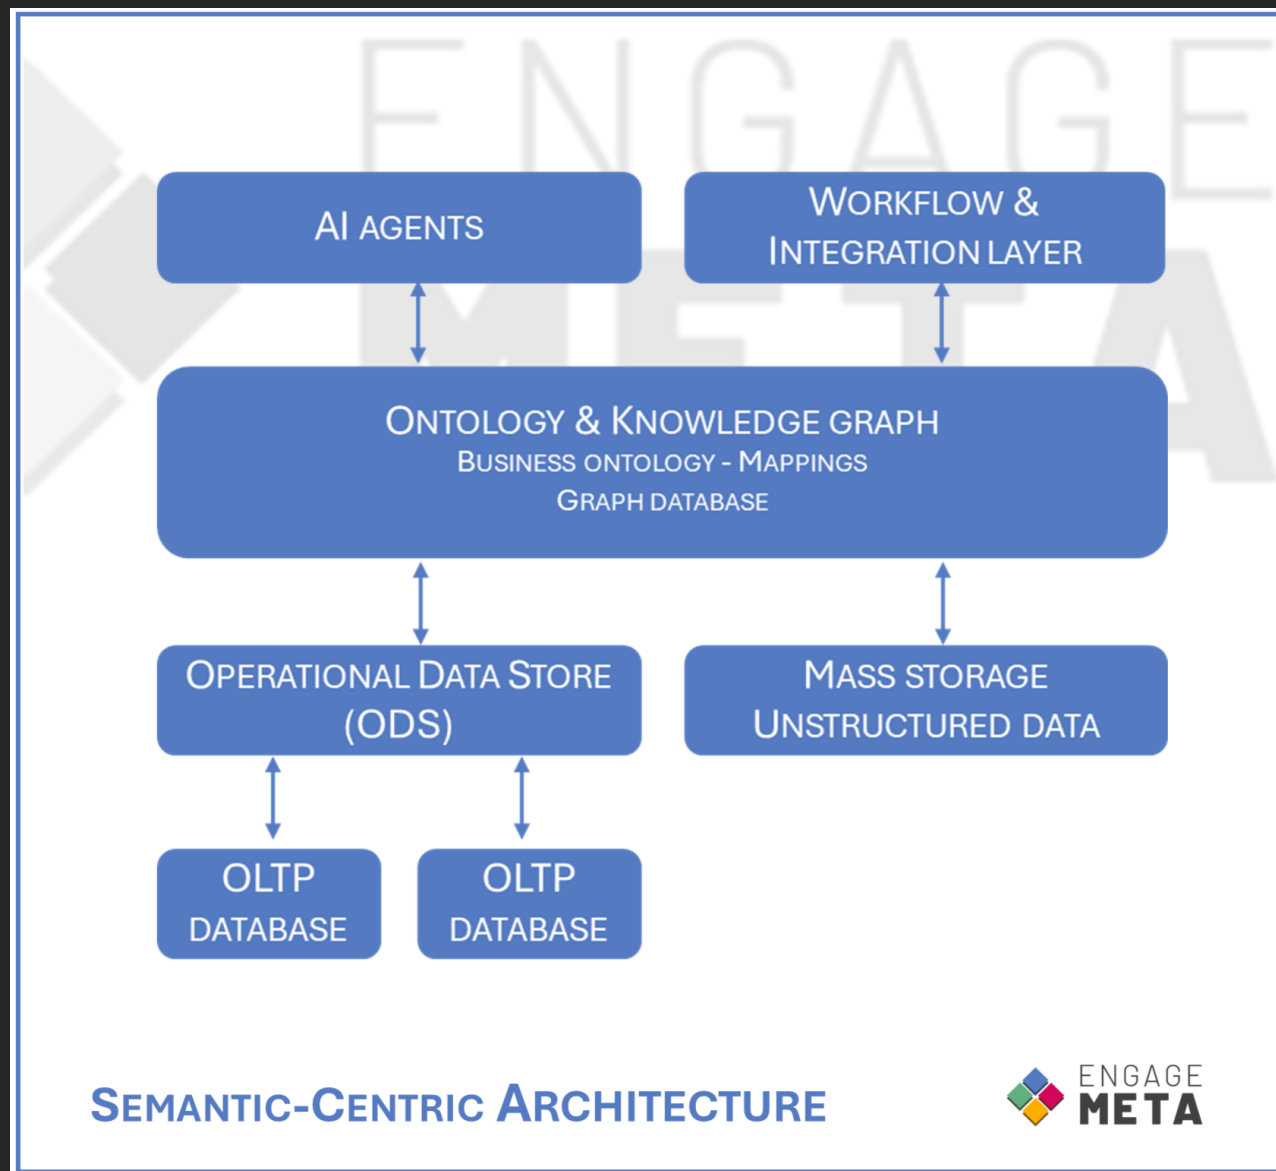 ENGAGE
META
AI AGENTS
WORKFLOW &
INTEGRATION LAYER
ONTOLOGY & KNOWLEDGE GRAPH
BUSINESS ONTOLOGY - MAPPINGS
GRAPH DATABASE
OPERATIONAL DATA STORE
(ODS)
MASS STORAGE
UNSTRUCTURED DATA
OLTP
DATABASE
OLTP
DATABASE
SEMANTIC-CENTRIC ARCHITECTURE
ENGAGE
META